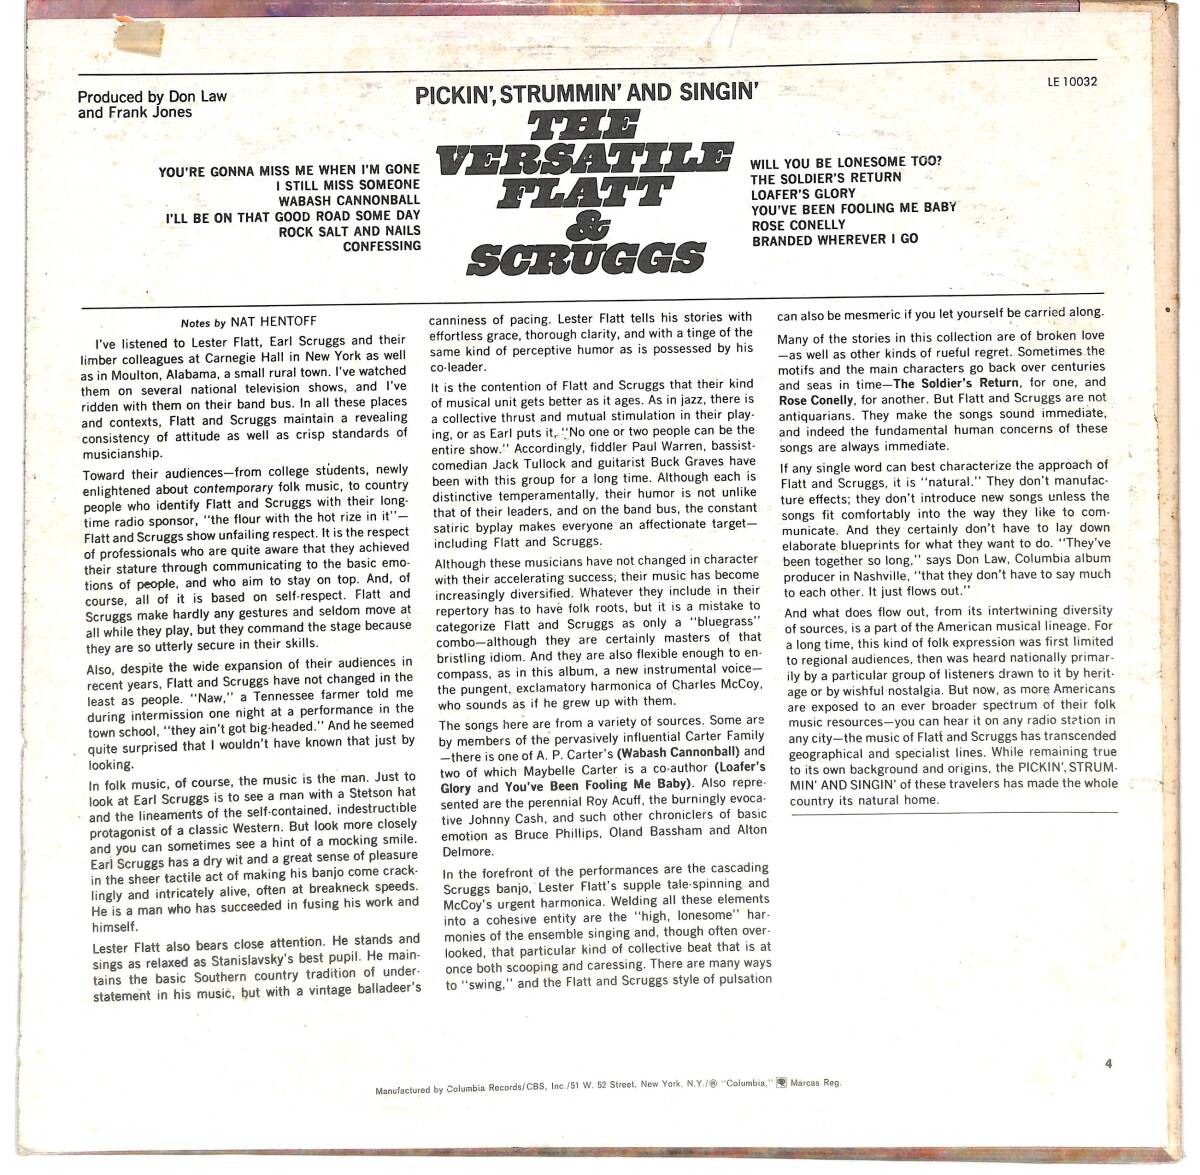 Produced by Don Law
and Frank Jones
PICKIN', STRUMMIN' AND SINGIN'
THE
VERSATILE
FLATT
&
SCRUGGS
LE 10032
YOU'RE GONNA MISS ME WHEN I'M GONE
I STILL MISS SOMEONE
WABASH CANNONBALL
I'LL BE ON THAT GOOD ROAD SOME DAY
ROCK SALT AND NAILS
CONFESSING
WILL YOU BE LONESOME TOO?
THE SOLDIER'S RETURN
LOAFER'S GLORY
YOU'VE BEEN FOOLING ME BABY
ROSE CONELLY
BRANDED WHEREVER I GO
Notes by NAT HENTOFF
I've listened to Lester Flatt, Earl Scruggs and their
limber colleagues at Carnegie Hall in New York as well
as in Moulton, Alabama, a small rural town. I've watched
them on several national television shows, and I've
ridden with them on their band bus. In all these places
and contexts, Flatt and Scruggs maintain a revealing
consistency of attitude as well as crisp standards of
musicianship.
Toward their audiences—from college students, newly
enlightened about contemporary folk music, to country
people who identify Flatt and Scruggs with their long-
time radio sponsor, "the flour with the hot rize in it"—
Flatt and Scruggs show unfailing respect. It is the respect
of professionals who are quite aware that they achieved
their stature through communicating to the basic emo-
tions of people, and who aim to stay on top. And, of
course, all of it is based on self-respect. Flatt and
Scruggs make hardly any gestures and seldom move at
all while they play, but they command the stage because
they are so utterly secure in their skills.
Also, despite the wide expansion of their audiences in
recent years, Flatt and Scruggs have not changed in the
least as people. "Naw," a Tennessee farmer told me
during intermission one night at a performance in the
town school, "they ain't got big-headed." And he seemed
quite surprised that I wouldn't have known that just by
looking.
In folk music, of course, the music is the man. Just to
look at Earl Scruggs is to see a man with a Stetson hat
and the lineaments of the self-contained, indestructible
protagonist of a classic Western. But look more closely
and you can sometimes see a hint of a mocking smile.
Earl Scruggs has a dry wit and a great sense of pleasure
in the sheer tactile act of making his banjo come crack-
lingly and intricately alive, often at breakneck speeds.
He is a man who has succeeded in fusing his work and
himself.
Lester Flatt also bears close attention. He stands and
sings as relaxed as Stanislavsky's best pupil. He main-
tains the basic Southern country tradition of under-
statement in his music, but with a vintage balladeer's
canniness of pacing. Lester Flatt tells his stories with
effortless grace, thorough clarity, and with a tinge of the
same kind of perceptive humor as is possessed by his
co-leader.
It is the contention of Flatt and Scruggs that their kind
of musical unit gets better as it ages. As in jazz, there is
a collective thrust and mutual stimulation in their play-
ing, or as Earl puts it, "No one or two people can be the
entire show." Accordingly, fiddler Paul Warren, bassist-
comedian Jack Tullock and guitarist Buck Graves have
been with this group for a long time. Although each is
distinctive temperamentally, their humor is not unlike
that of their leaders, and on the band bus, the constant
satiric byplay makes everyone an affectionate target—
including Flatt and Scruggs.
Although these musicians have not changed in character
with their accelerating success; their music has become
increasingly diversified. Whatever they include in their
repertory has to have folk roots, but it is a mistake to
categorize Flatt and Scruggs as only a "bluegrass"
combo—although they are certainly masters of that
bristling idiom. And they are also flexible enough to en-
compass, as in this album, a new instrumental voice—
the pungent, exclamatory harmonica of Charles McCoy,
who sounds as if he grew up with them.
The songs here are from a variety of sources. Some are
by members of the pervasively influential Carter Family
—there is one of A. P. Carter's (Wabash Cannonball) and
two of which Maybelle Carter is a co-author (Loafer's
Glory and You've Been Fooling Me Baby). Also repre-
sented are the perennial Roy Acuff, the burningly evoca-
tive Johnny Cash, and such other chroniclers of basic
emotion as Bruce Phillips, Oland Bassham and Alton
Delmore.
In the forefront of the performances are the cascading
Scruggs banjo, Lester Flatt's supple tale-spinning and
McCoy's urgent harmonica. Welding all these elements
into a cohesive entity are the "high, lonesome" har-
monies of the ensemble singing and, though often over-
looked, that particular kind of collective beat that is at
once both scooping and caressing. There are many ways
to "swing," and the Flatt and Scruggs style of pulsation
can also be mesmeric if you let yourself be carried along.
Many of the stories in this collection are of broken love
—as well as other kinds of rueful regret. Sometimes the
motifs and the main characters go back over centuries
and seas in time—The Soldier's Return, for one, and
Rose Conelly, for another. But Flatt and Scruggs are not
antiquarians. They make the songs sound immediate,
and indeed the fundamental human concerns of these
songs are always immediate.
If any single word can best characterize the approach of
Flatt and Scruggs, it is "natural." They don't manufac-
ture effects; they don't introduce new songs unless the
songs fit comfortably into the way they like to com-
municate. And they certainly don't have to lay down
elaborate blueprints for what they want to do. "They've
been together so long," says Don Law, Columbia album
producer in Nashville, "that they don't have to say much
to each other. It just flows out."
And what does flow out, from its intertwining diversity
of sources, is a part of the American musical lineage. For
a long time, this kind of folk expression was first limited
to regional audiences, then was heard nationally primar-
ily by a particular group of listeners drawn to it by herit-
age or by wishful nostalgia. But now, as more Americans
are exposed to an ever broader spectrum of their folk
music resources—you can hear it on any radio station in
any city—the music of Flatt and Scruggs has transcended
geographical and specialist lines. While remaining true
to its own background and origins, the PICKIN', STRUM-
MIN' AND SINGIN' of these travelers has made the whole
country its natural home.
4
Manufactured by Columbia Records/CBS, Inc./51 W. 52 Street, New York, N.Y./® "Columbia," Marcas Reg.